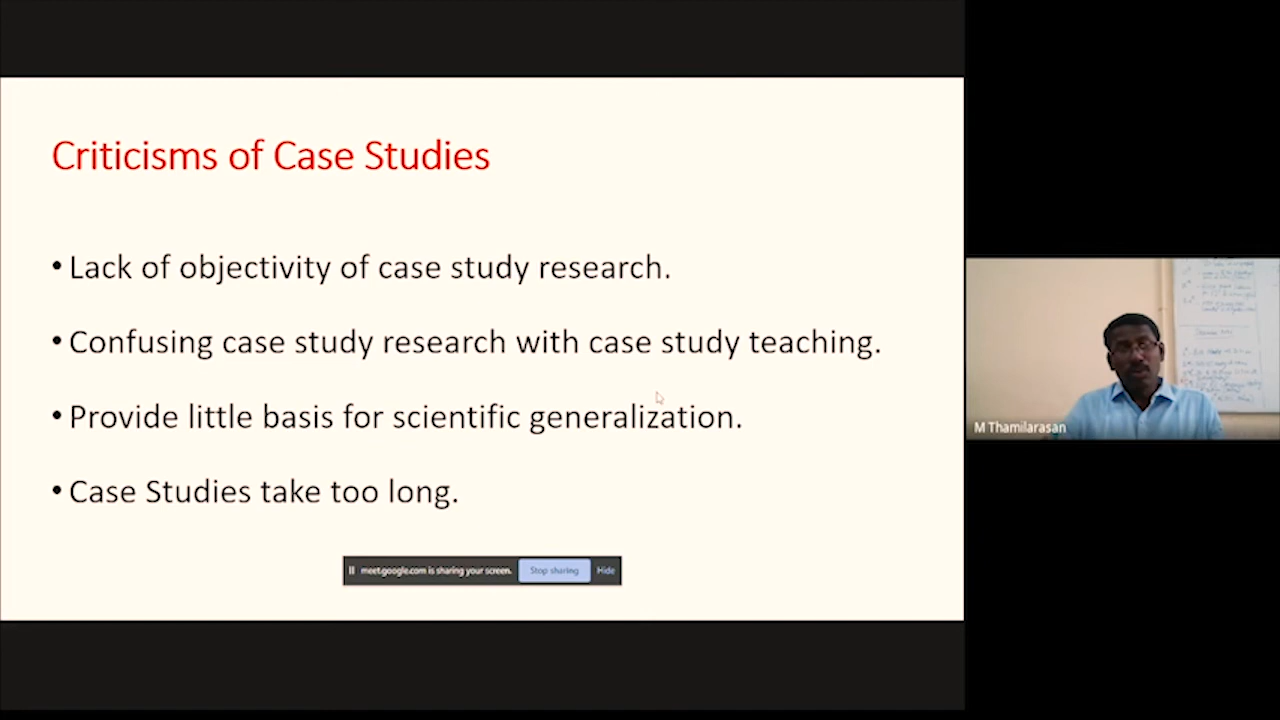 Criticisms of Case Studies
• Lack of objectivity of case study research.
• Confusing case study research with case study teaching.
• Provide little basis for scientific generalization.
• Case Studies take too long.
meet.google.com is sharing your screen. Stop sharing Hide
M Thamilarasan